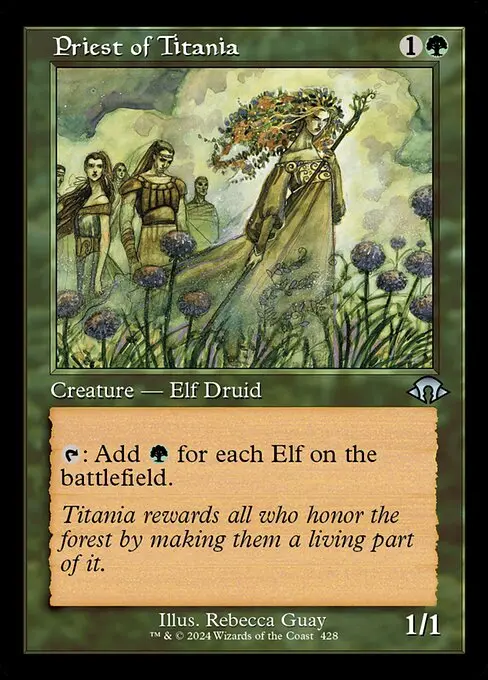 Priest of Titania 1
Creature — Elf Druid
: Add for each Elf on the
battlefield.
Titania rewards all who honor the
forest by making them a living part
of it.
Illus. Rebecca Guay
™ & © 2024 Wizards of the Coast 428
1/1